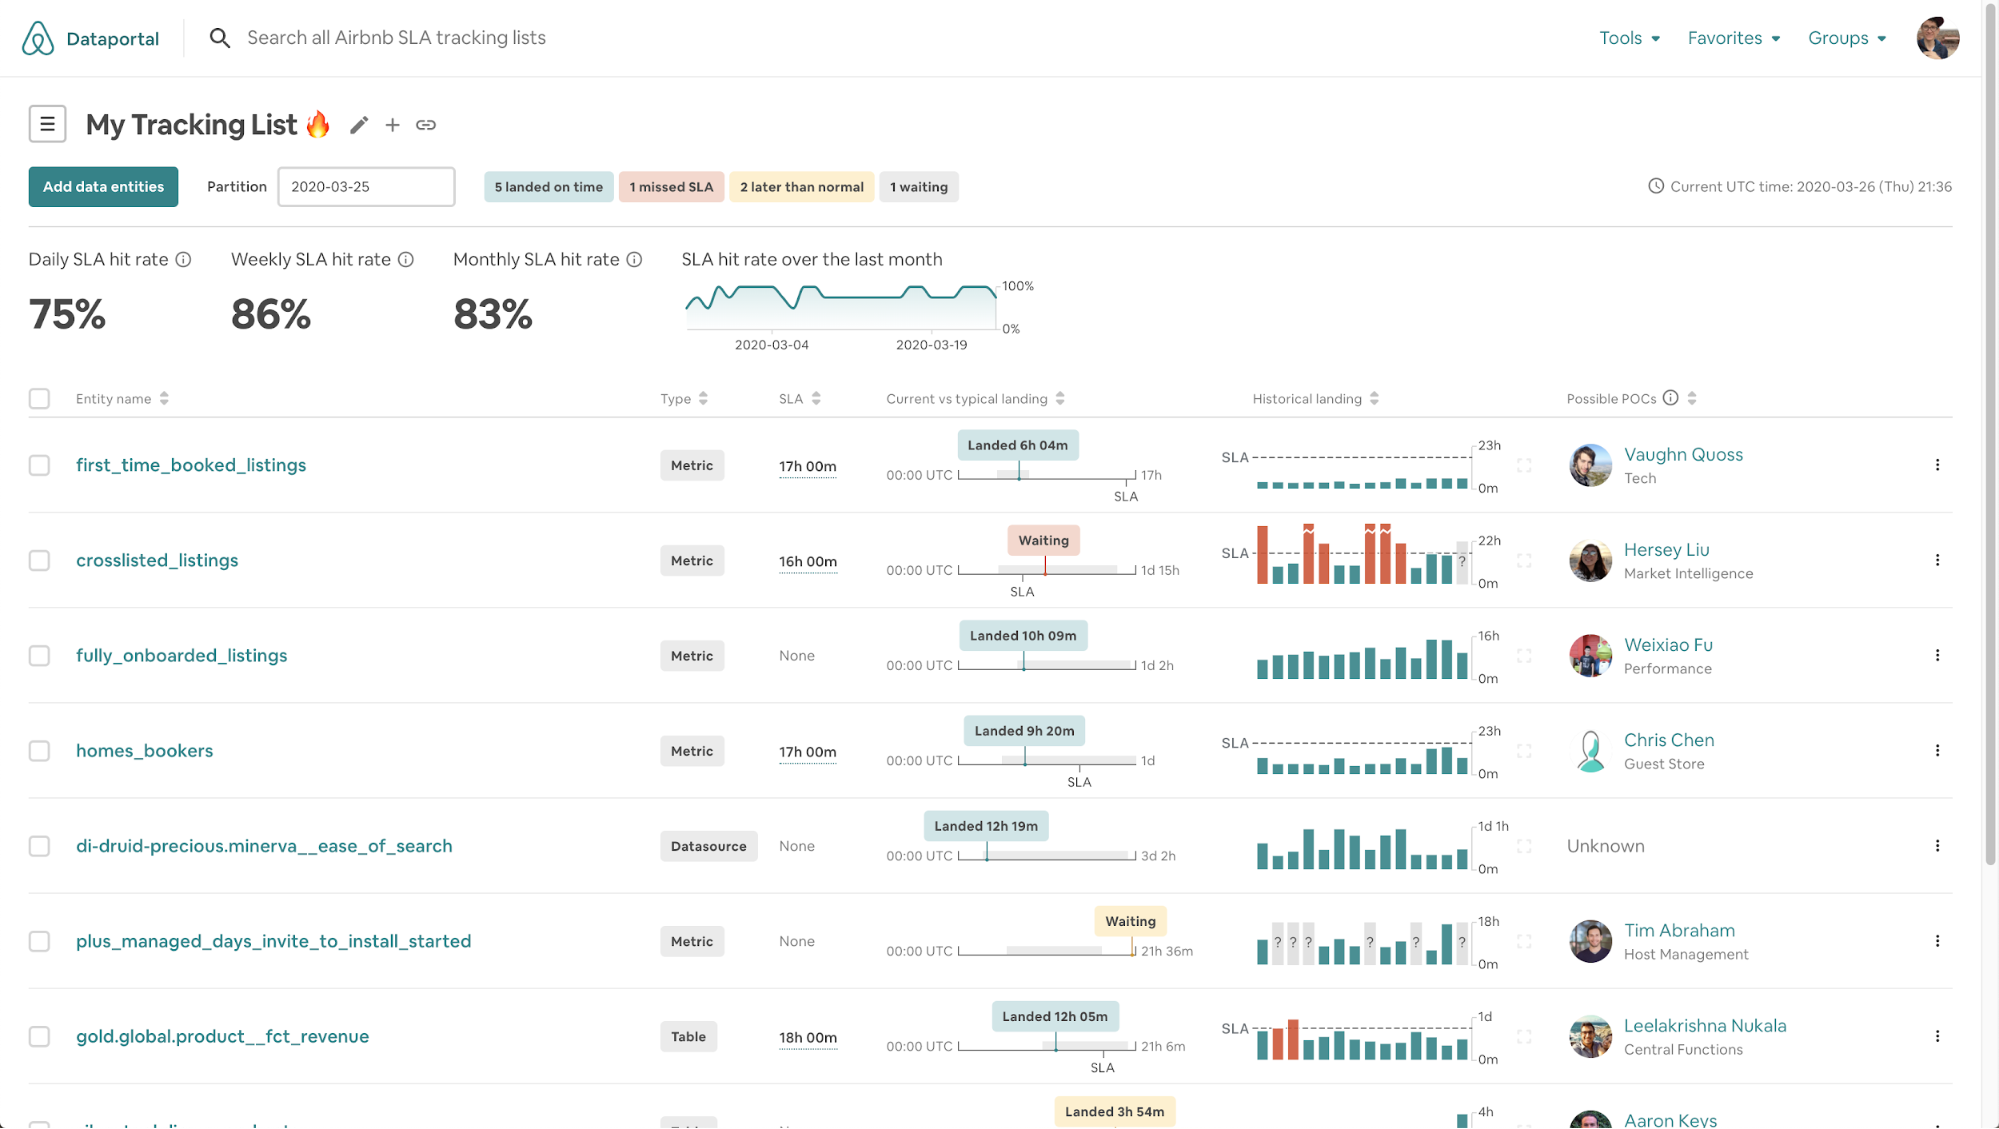 Dataportal
Search all Airbnb SLA tracking lists
Tools
Favorites
Groups
My Tracking List
Add data entities
Partition
2020-03-25
5 landed on time
1 missed SLA
2 later than normal
1 waiting
Current UTC time: 2020-03-26 (Thu) 21:36
Daily SLA hit rate
Weekly SLA hit rate
Monthly SLA hit rate
SLA hit rate over the last month
75%
86%
83%
100%
0%
2020-03-04
2020-03-19
Entity name
Type
SLA
Current vs typical landing
Historical landing
Possible POCs
first_time_booked_listings
Metric
17h 00m
Landed 6h 04m
00:00 UTC
17h
SLA
SLA
23h
0m
Vaughn Quoss
Tech
crosslisted_listings
Metric
16h 00m
Waiting
00:00 UTC
1d 15h
SLA
SLA
?
22h
0m
Hersey Liu
Market Intelligence
fully_onboarded_listings
Metric
None
Landed 10h 09m
00:00 UTC
1d 2h
16h
0m
Weixiao Fu
Performance
homes_bookers
Metric
17h 00m
Landed 9h 20m
00:00 UTC
1d
SLA
SLA
23h
0m
Chris Chen
Guest Store
di-druid-precious.minerva__ease_of_search
Datasource
None
Landed 12h 19m
00:00 UTC
3d 2h
1d 1h
0m
Unknown
plus_managed_days_invite_to_install_started
Metric
None
Waiting
00:00 UTC
21h 36m
? ? ? ? ? ?
18h
0m
Tim Abraham
Host Management
gold.global.product__fct_revenue
Table
18h 00m
Landed 12h 05m
00:00 UTC
21h 6m
SLA
SLA
1d
0m
Leelakrishna Nukala
Central Functions
Landed 3h 54m
4h
Aaron Keys